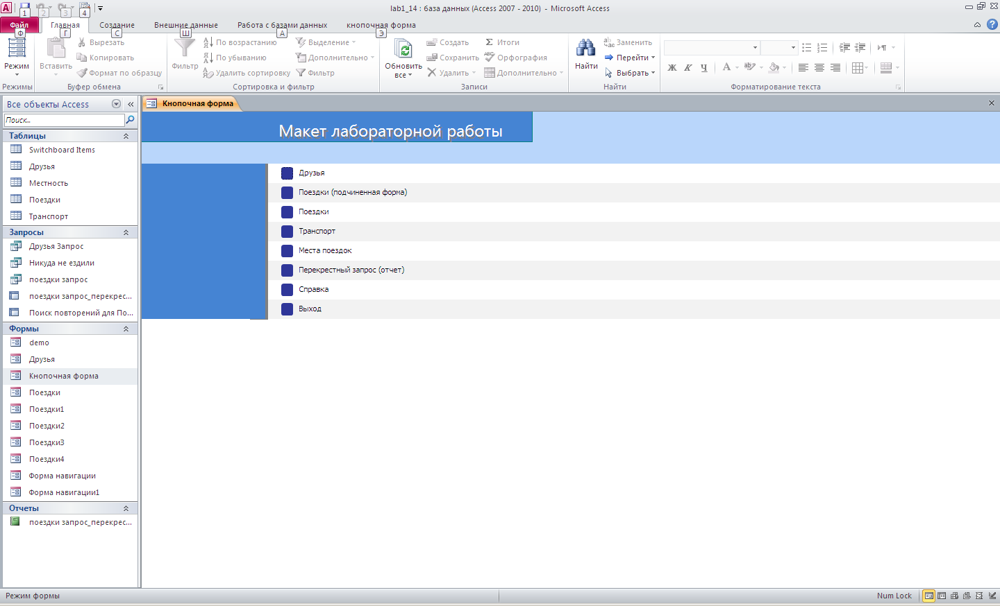 lab1_14 : база данных (Access 2007 - 2010) - Microsoft Access
1 2 3 4
Файл Главная Создание Внешние данные Работа с базами данных кнопочная форма
Ф Г С Ш А Э
Режим
Режимы
Вставить
Вырезать
Копировать
Формат по образцу
Буфер обмена
Фильтр
По возрастанию
По убыванию
Удалить сортировку
Выделение
Дополнительно
Фильтр
Сортировка и фильтр
Обновить
все
Создать
Сохранить
Удалить
Итоги
Орфография
Дополнительно
Записи
Найти
Заменить
Перейти
Выбрать
Найти
Ж К Ч A
Форматирование текста
Все объекты Access
Поиск...
Таблицы
Switchboard Items
Друзья
Местность
Поездки
Транспорт
Запросы
Друзья Запрос
Никуда не ездили
поездки запрос
поездки запрос_перекрес...
Поиск повторений для По...
Формы
demo
Друзья
Кнопочная форма
Поездки
Поездки1
Поездки2
Поездки3
Поездки4
Форма навигации
Форма навигации1
Отчеты
поездки запрос_перекрес...
Кнопочная форма
Макет лабораторной работы
Друзья
Поездки (подчиненная форма)
Поездки
Транспорт
Места поездок
Перекрестный запрос (отчет)
Справка
Выход
Режим формы
Num Lock